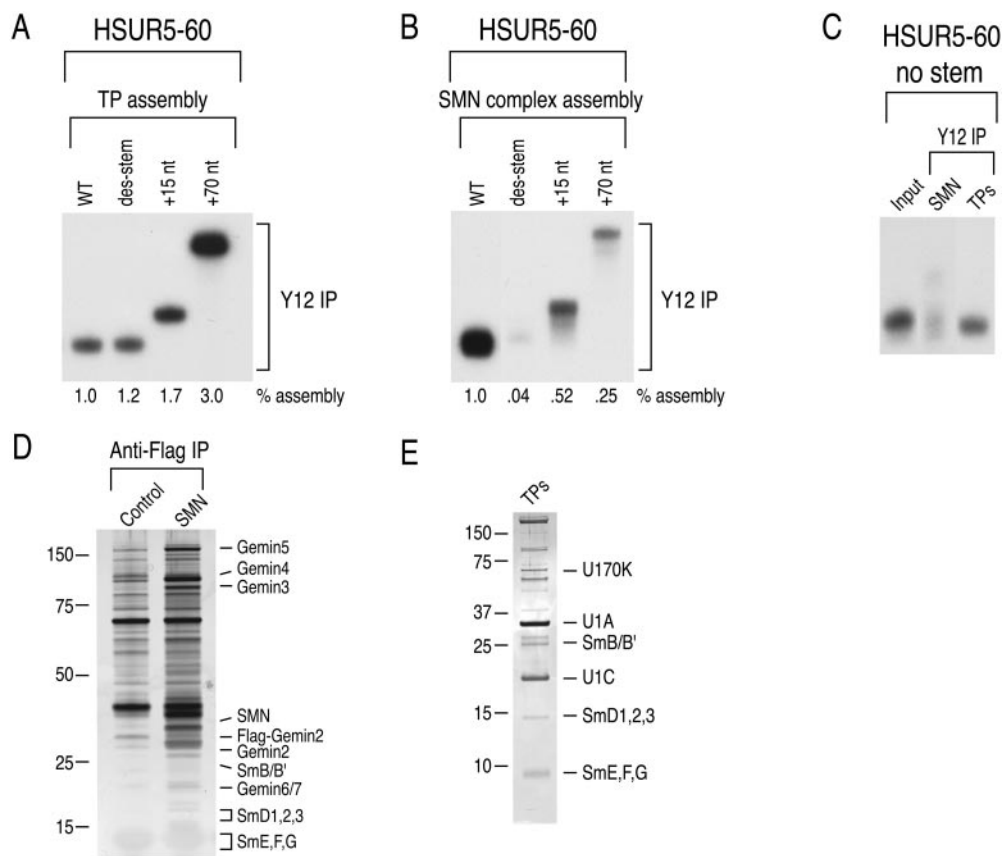 A
HSUR5-60
TP assembly
WT
des-stem
+15 nt
+70 nt
Y12 IP
1.0 1.2 1.7 3.0 % assembly
B
HSUR5-60
SMN complex assembly
WT
des-stem
+15 nt
+70 nt
Y12 IP
1.0 .04 .52 .25 % assembly
C
HSUR5-60
no stem
Y12 IP
Input
SMN
TPs
D
Anti-Flag IP
Control
SMN
150
75
50
25
15
Gemin5
Gemin4
Gemin3
SMN
Flag-Gemin2
Gemin2
SmB/B'
Gemin6/7
SmD1,2,3
SmE,F,G
E
TPs
150
75
37
25
15
10
U170K
U1A
SmB/B'
U1C
SmD1,2,3
SmE,F,G